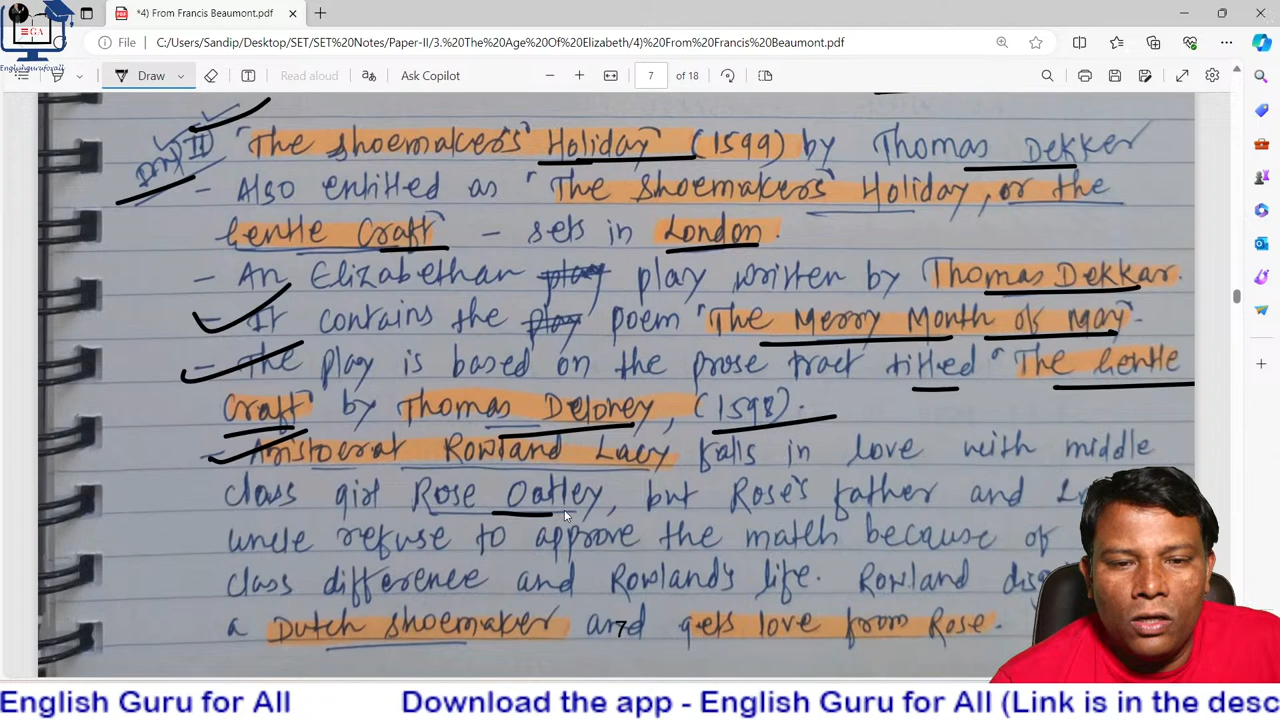 *4) From Francis Beaumont.pdf
File C:/Users/Sandip/Desktop/SET/SET%20Notes/Paper-II/3.%20The%20Age%20Of%20Elizabeth/4)%20From%20Francis%20Beaumont.pdf
≡GA
Englishguruforall
Draw Read aloud Ask Copilot 7 of 18
DM) II "The shoemakers' Holiday" (1599) by Thomas Dekker
- Also entitled as "The shoemakers' Holiday, or the
Gentle Craft" - sets in London.
- An Elizabethan play play written by Thomas Dekkar.
- It contains the play poem "The Merry Month of May".
- The play is based on the prose tract titled "The Gentle
Craft" by Thomas Deloney, (1598).
- Aristocrat Rowland Lacy falls in love with middle
class girl Rose Oatley, but Rose's father and
uncle refuse to approve the match because of
class difference and Rowland's life. Rowland
a Dutch shoemaker and gets love from Rose.
7
English Guru for All Download the app - English Guru for All (Link is in the desc